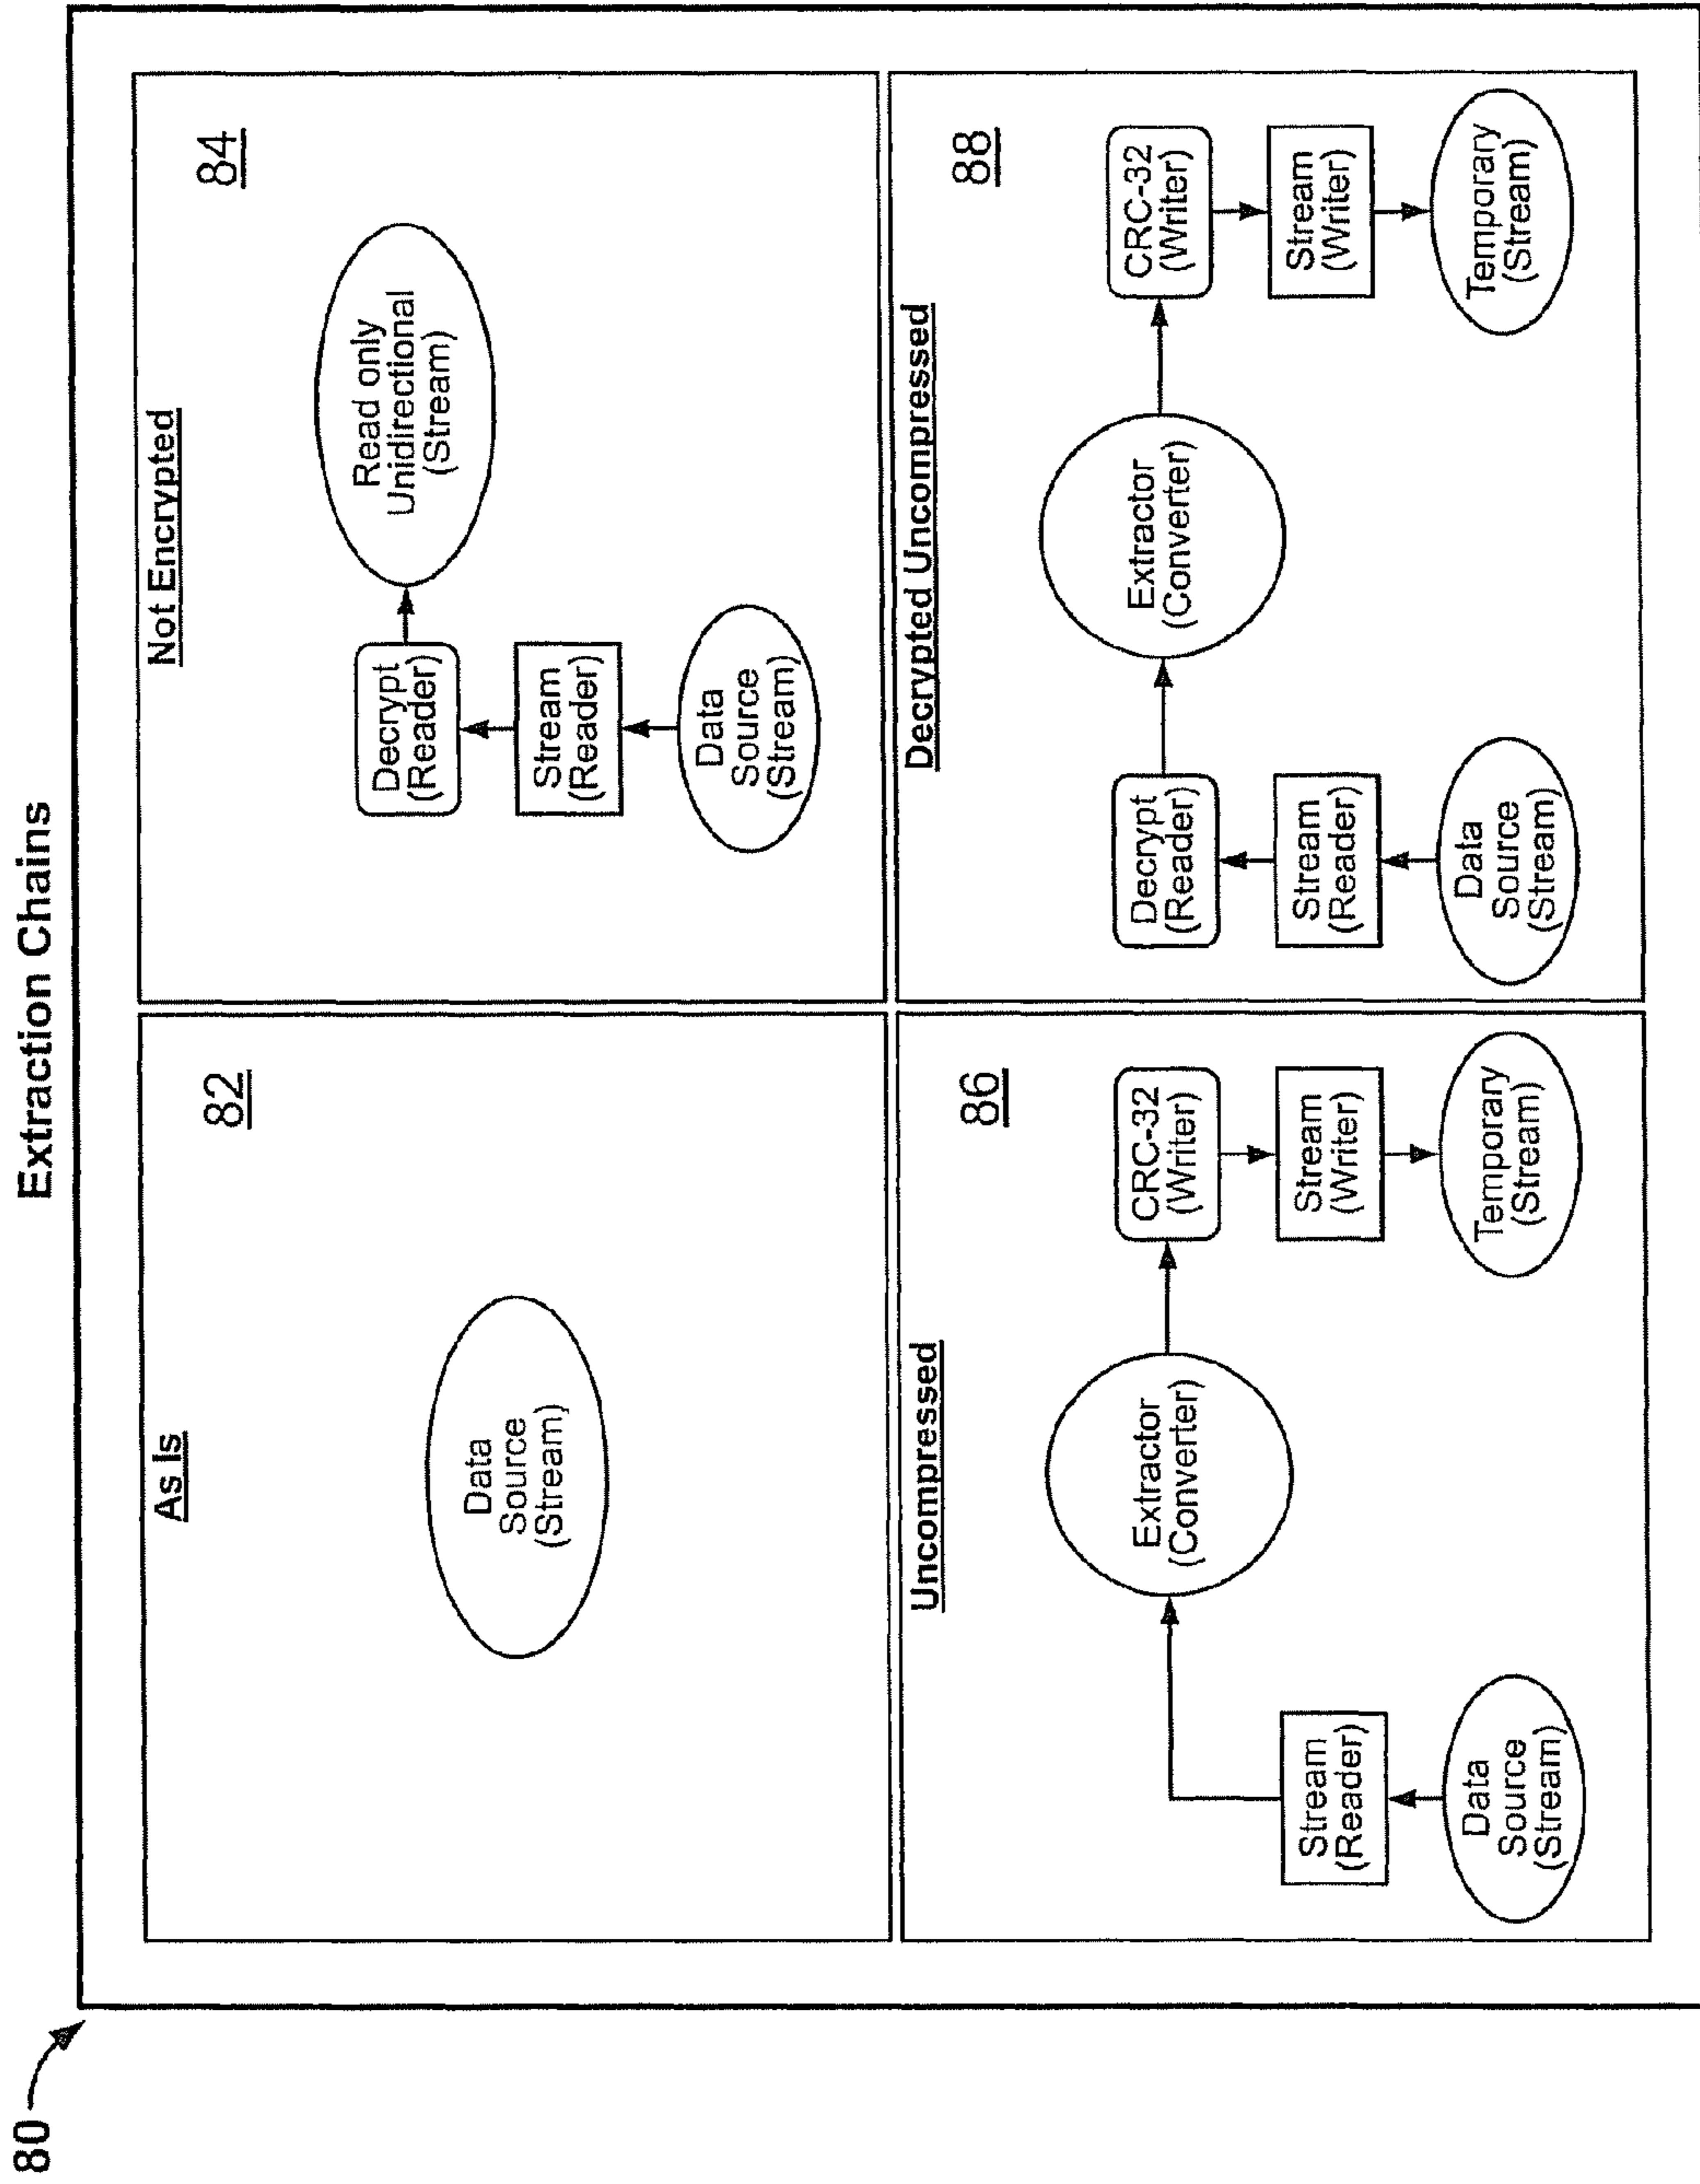 80
Extraction Chains
As Is
82
Data
Source
(Stream)
Not Encrypted
84
Decrypt
(Reader)
Read only
Unidirectional
(Stream)
Stream
(Reader)
Data
Source
(Stream)
Uncompressed
86
Extractor
(Converter)
CRC-32
(Writer)
Stream
(Reader)
Stream
(Writer)
Data
Source
(Stream)
Temporary
(Stream)
Decrypted Uncompressed
88
Decrypt
(Reader)
Extractor
(Converter)
CRC-32
(Writer)
Stream
(Reader)
Stream
(Writer)
Data
Source
(Stream)
Temporary
(Stream)